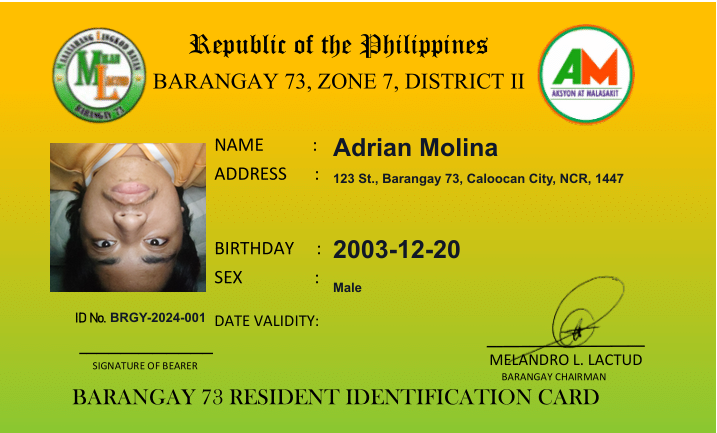 Republic of the Philippines
BARANGAY 73, ZONE 7, DISTRICT II
MAGALING LINGKOD BAYAN
MELAN
ML
LACTUD
BARANGAY 73
AM
AKSYON AT MALASAKIT
NAME : Adrian Molina
ADDRESS : 123 St., Barangay 73, Caloocan City, NCR, 1447
BIRTHDAY : 2003-12-20
SEX : Male
ID No. BRGY-2024-001
DATE VALIDITY:
SIGNATURE OF BEARER
MELANDRO L. LACTUD
BARANGAY CHAIRMAN
BARANGAY 73 RESIDENT IDENTIFICATION CARD